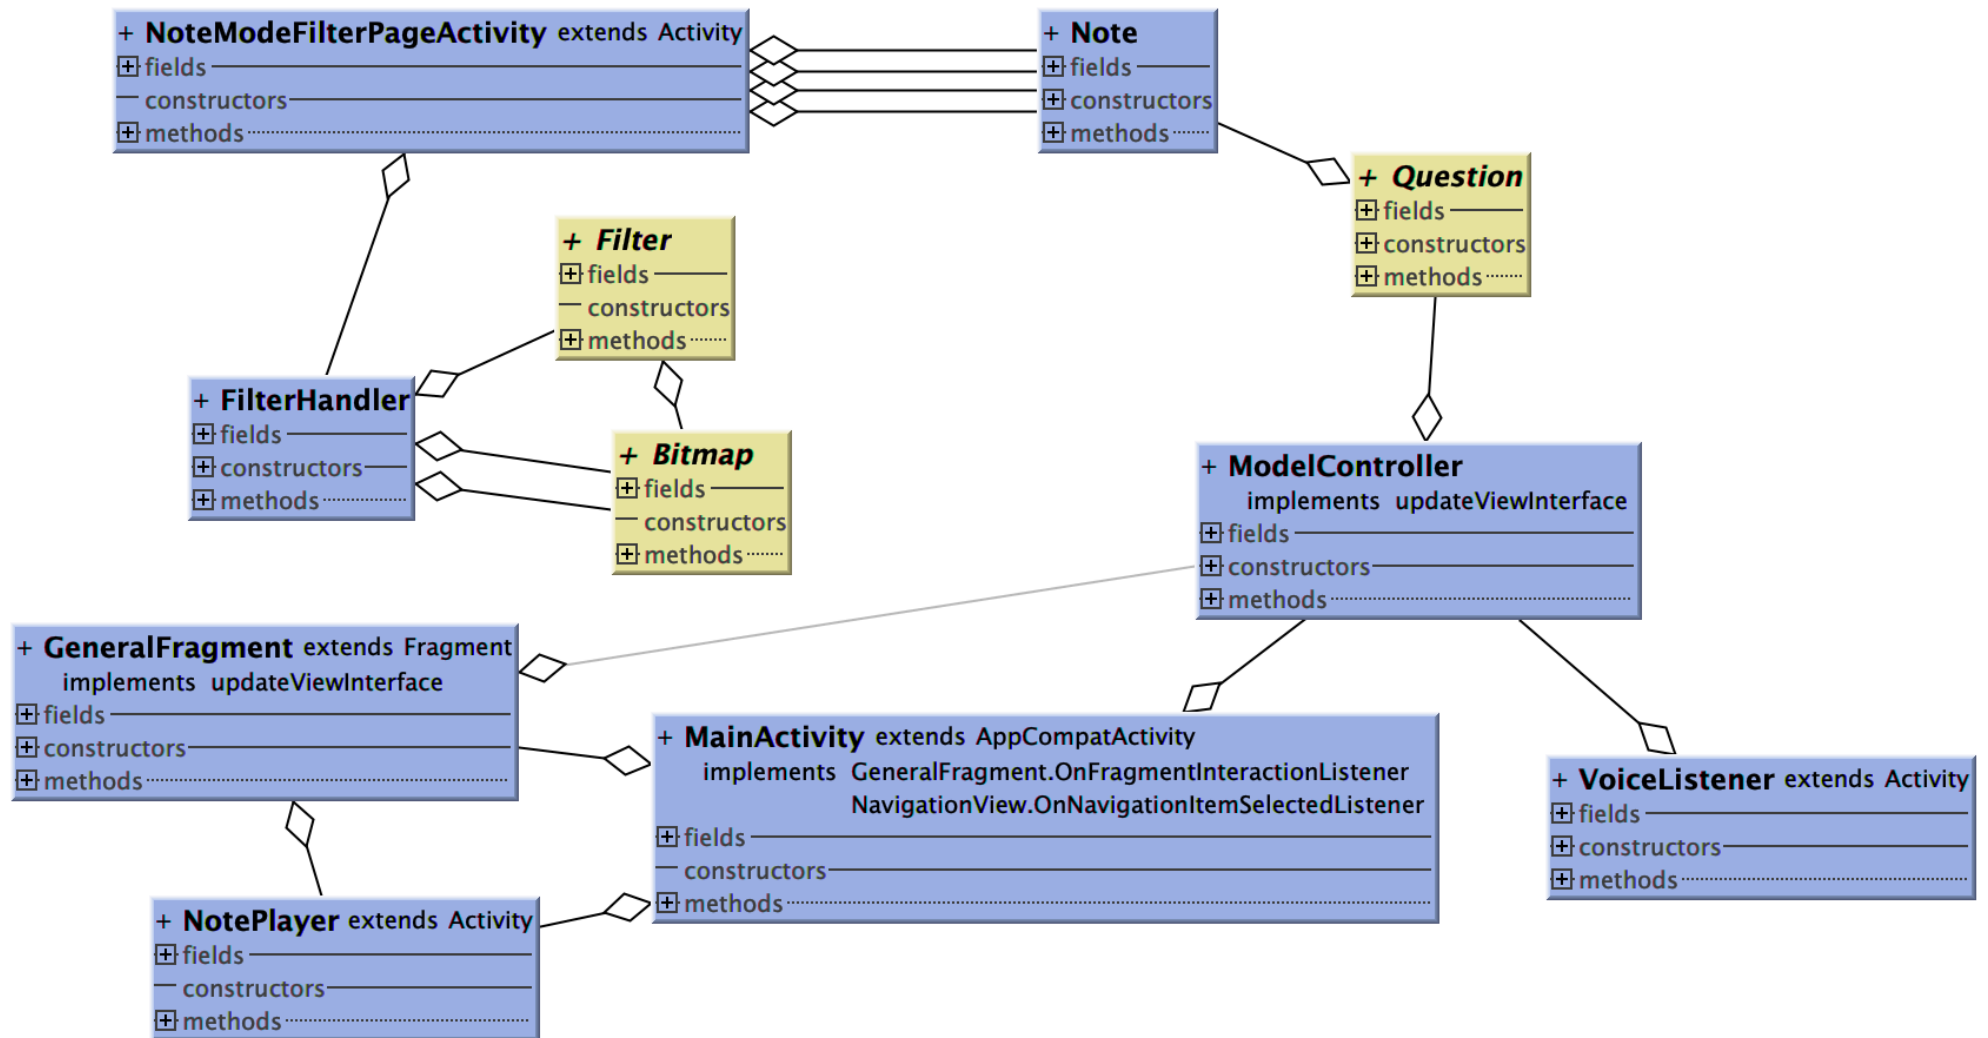 + NoteModeFilterPageActivity extends Activity
fields
constructors
methods
+ Note
fields
constructors
methods
+ Question
fields
constructors
methods
+ Filter
fields
constructors
methods
+ FilterHandler
fields
constructors
methods
+ Bitmap
fields
constructors
methods
+ ModelController
implements updateViewInterface
fields
constructors
methods
+ GeneralFragment extends Fragment
implements updateViewInterface
fields
constructors
methods
+ MainActivity extends AppCompatActivity
implements GeneralFragment.OnFragmentInteractionListener
NavigationView.OnNavigationItemSelectedListener
fields
constructors
methods
+ VoiceListener extends Activity
fields
constructors
methods
+ NotePlayer extends Activity
fields
constructors
methods